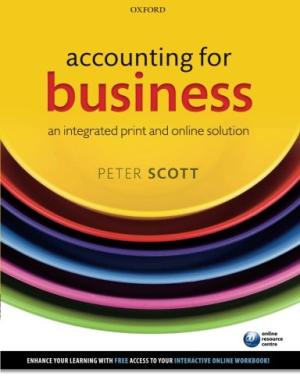 OXFORD
accounting for
business
an integrated print and online solution
PETER SCOTT
online
resource
centre
ENHANCE YOUR LEARNING WITH FREE ACCESS TO YOUR INTERACTIVE ONLINE WORKBOOK!